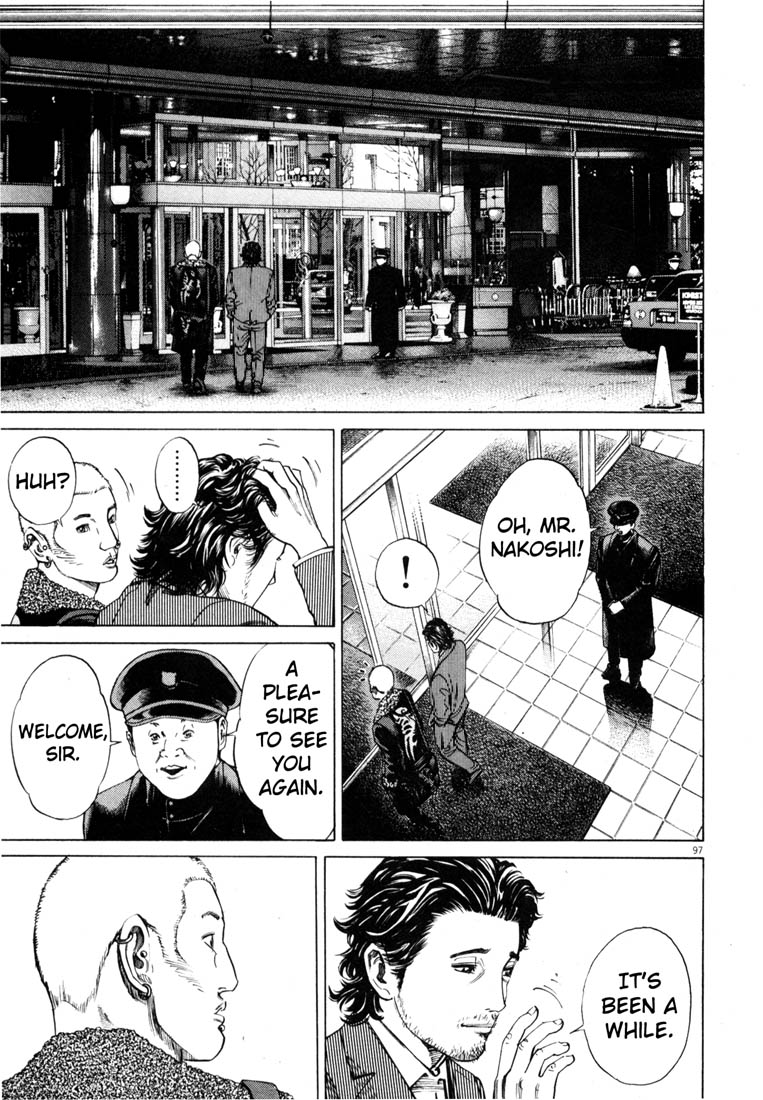 OH, MR.
NAKOSHI!
!
.........
HUH?
A
PLEA-
SURE
TO SEE
YOU
AGAIN.
WELCOME,
SIR.
97
IT'S
BEEN A
WHILE.